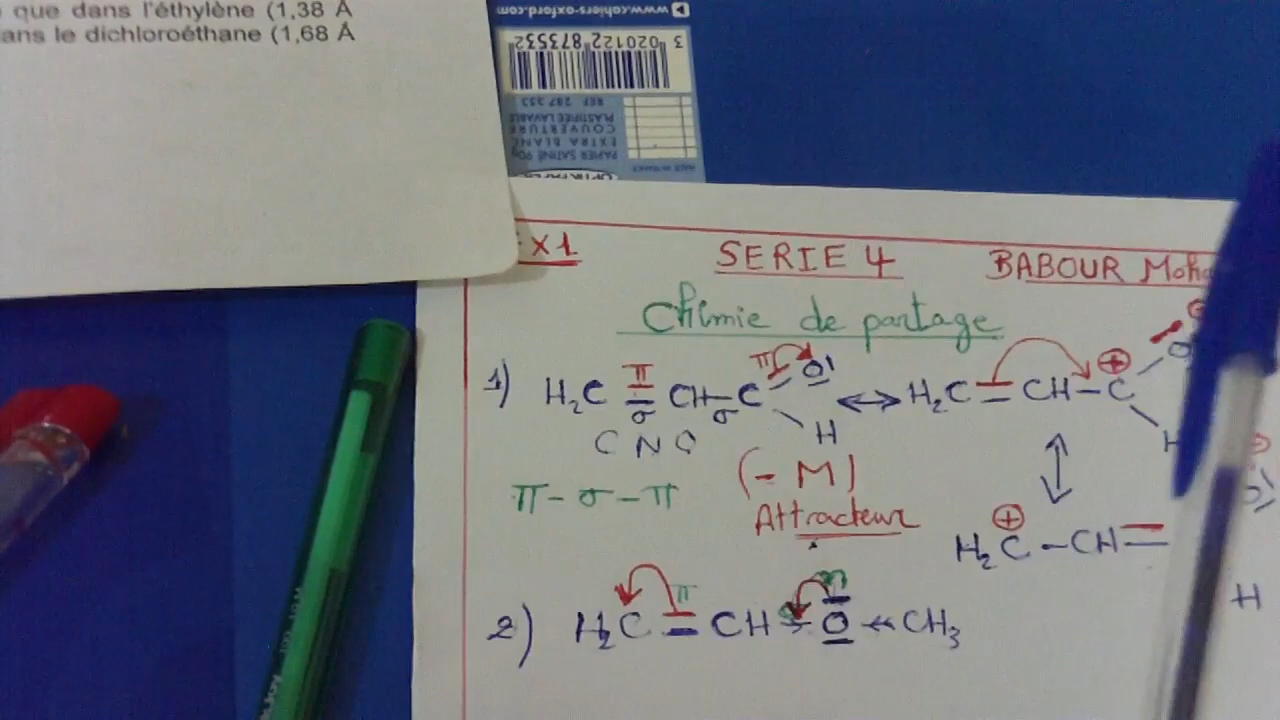 que dans l'éthylène (1,38 Å
ans le dichloroéthane (1,68 Å
www.cahiers-oxford.com
3 020122 873532
REF 287 353
PLASTIFIÉ LAVABLE
COUVERTURE
EXTRA BLANC
PAPIER SATINÉ 90g
EX1 SERIE 4 BABOUR Moha
Chimie de partage
1) H₂C = CH - C = O ↔ H₂C = CH - C ⊕ O
π σ σ π
H H
C N O
π - σ - π
(- M)
Attracteur
⊕
H₂C - CH =
H
2) H₂C = CH - O ← CH₃
π n